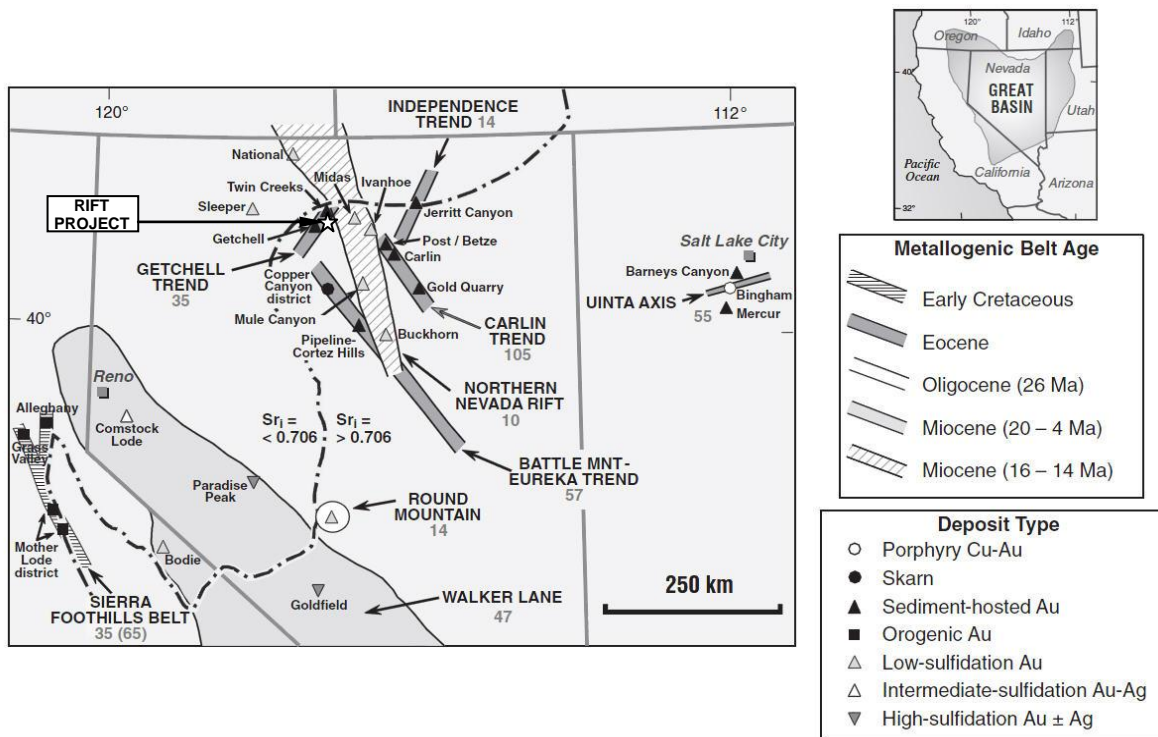 120°
112°
Oregon
Idaho
40°
Nevada
GREAT
BASIN
Utah
Pacific
Ocean
California
Arizona
32°
120°
112°
INDEPENDENCE
TREND 14
National
Midas
Ivanhoe
Twin Creeks
Sleeper
RIFT
PROJECT
Jerritt Canyon
Getchell
Post / Betze
Carlin
GETCHELL
TREND
35
Copper
Canyon
district
Gold Quarry
Mule Canyon
CARLIN
TREND
105
Buckhorn
Pipeline-
Cortez Hills
Salt Lake City
Barneys Canyon
UINTA AXIS
55
Bingham
Mercur
40°
NORTHERN
NEVADA RIFT
10
Reno
Alleghany
Comstock
Lode
Grass
Valley
Srı =
< 0.706
Srı =
> 0.706
BATTLE MNT-
EUREKA TREND
57
Paradise
Peak
ROUND
MOUNTAIN
14
Mother
Lode
district
Bodie
SIERRA
FOOTHILLS BELT
35 (65)
Goldfield
WALKER LANE
47
250 km
Metallogenic Belt Age
Early Cretaceous
Eocene
Oligocene (26 Ma)
Miocene (20 – 4 Ma)
Miocene (16 – 14 Ma)
Deposit Type
Porphyry Cu-Au
Skarn
Sediment-hosted Au
Orogenic Au
Low-sulfidation Au
Intermediate-sulfidation Au-Ag
High-sulfidation Au ± Ag